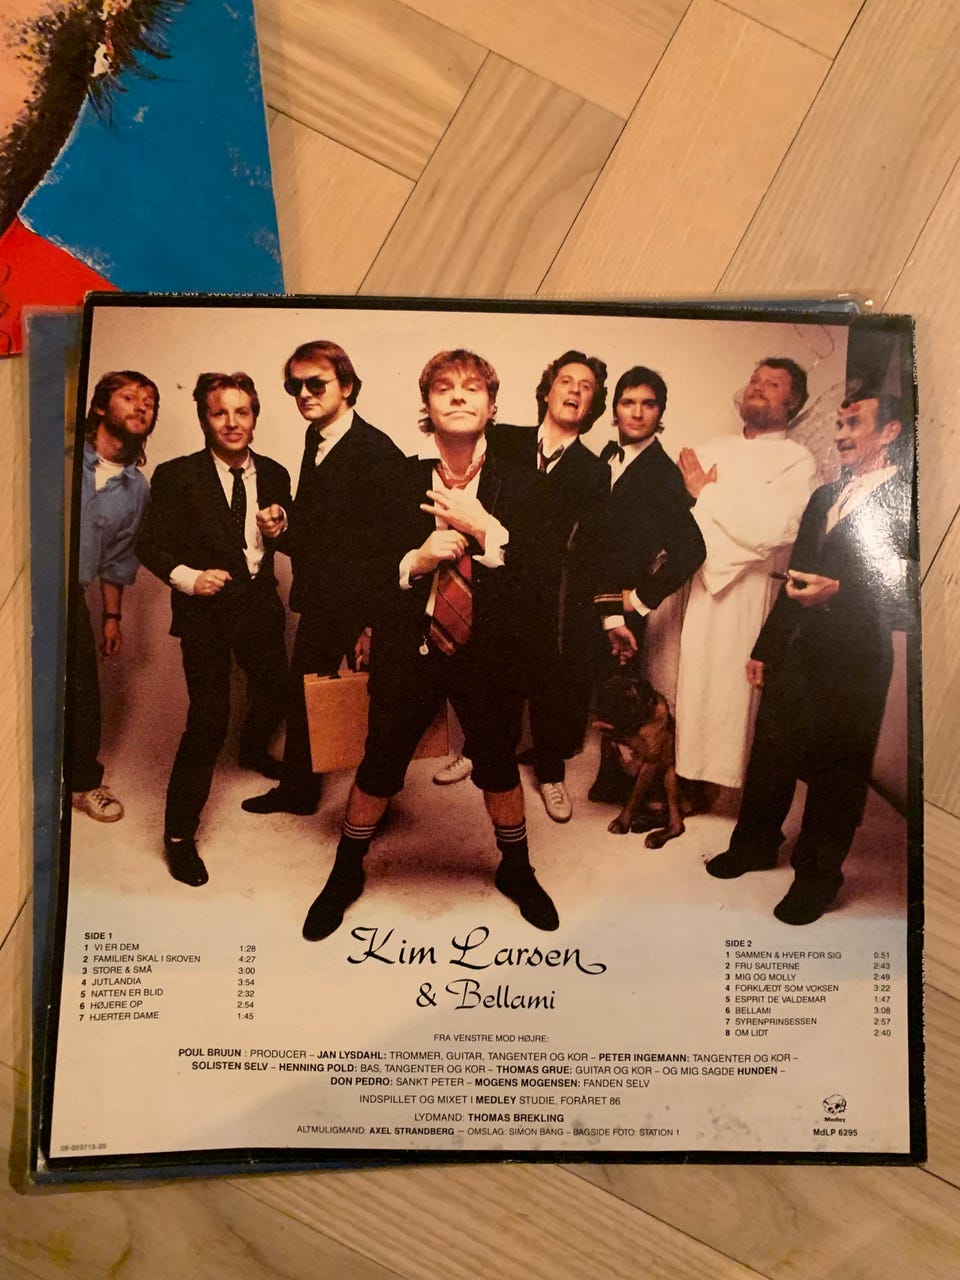 SIDE 1
1 VI ER DEM 1:28
2 FAMILIEN SKAL I SKOVEN 4:27
3 STORE & SMÅ 3:00
4 JUTLANDIA 3:54
5 NATTEN ER BLID 2:32
6 HØJERE OP 2:54
7 HJERTER DAME 1:45
Kim Larsen
& Bellami
SIDE 2
1 SAMMEN & HVER FOR SIG 0:51
2 FRU SAUTERNE 2:43
3 MIG OG MOLLY 2:49
4 FORKLÆDT SOM VOKSEN 3:22
5 ESPRIT DE VALDEMAR 1:47
6 BELLAMI 3:08
7 SYRENPRINSESSEN 2:57
8 OM LIDT 2:40
FRA VENSTRE MOD HØJRE:
POUL BRUUN : PRODUCER – JAN LYSDAHL: TROMMER, GUITAR, TANGENTER OG KOR – PETER INGEMANN: TANGENTER OG KOR –
SOLISTEN SELV – HENNING POLD: BAS, TANGENTER OG KOR – THOMAS GRUE: GUITAR OG KOR – OG MIG SAGDE HUNDEN –
DON PEDRO: SANKT PETER – MOGENS MOGENSEN: FANDEN SELV
INDSPILLET OG MIXET I MEDLEY STUDIE, FORÅRET 86
LYDMAND: THOMAS BREKLING
ALTMULIGMAND: AXEL STRANDBERG — OMSLAG: SIMON BANG – BAGSIDE FOTO: STATION 1
Medley
MdLP 6295
08-023715-20